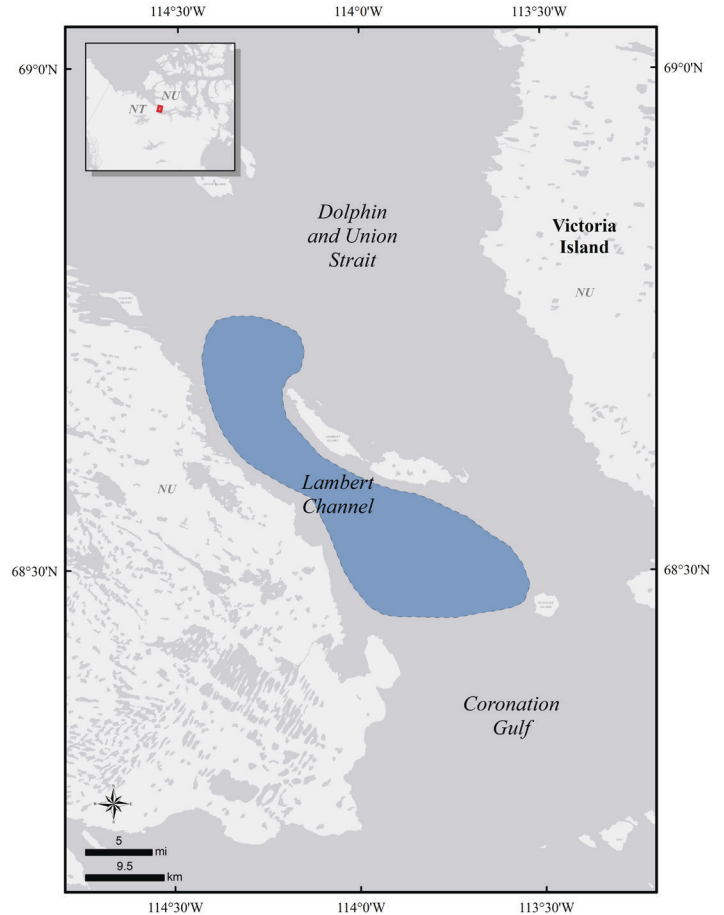 114°30'W
114°0'W
113°30'W
69°0'N
69°0'N
NU
NT
Dolphin
and Union
Strait
Victoria
Island
NU
NU
Lambert
Channel
68°30'N
68°30'N
Coronation
Gulf
5
mi
9.5
km
114°30'W
114°0'W
113°30'W